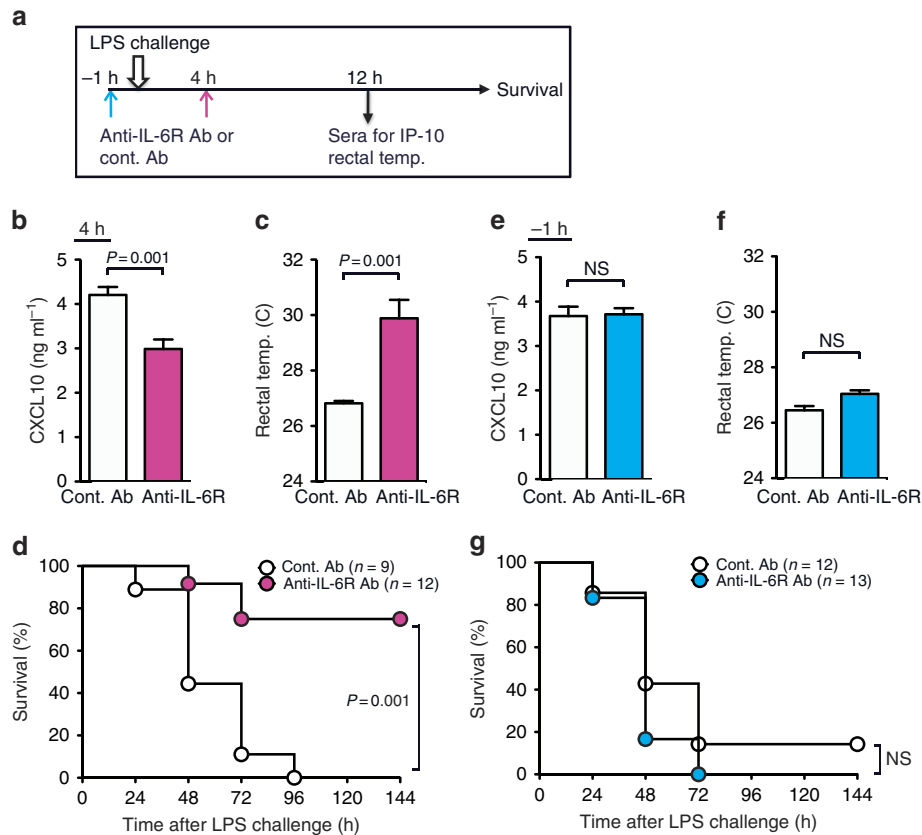 a
LPS challenge
–1 h
4 h
12 h
Survival
Anti-IL-6R Ab or
cont. Ab
Sera for IP-10
rectal temp.
b
4 h
P = 0.001
CXCL10 (ng ml⁻¹)
5
4
3
2
1
0
Cont. Ab Anti-IL-6R
c
P = 0.001
Rectal temp. (C)
32
30
28
26
24
Cont. Ab Anti-IL-6R
e
–1 h
NS
CXCL10 (ng ml⁻¹)
5
4
3
2
1
0
Cont. Ab Anti-IL-6R
f
NS
Rectal temp. (C)
32
30
28
26
24
Cont. Ab Anti-IL-6R
d
Cont. Ab (n = 9)
Anti-IL-6R Ab (n = 12)
Survival (%)
100
80
60
40
20
0
P = 0.001
0 24 48 72 96 120 144
Time after LPS challenge (h)
g
Cont. Ab (n = 12)
Anti-IL-6R Ab (n = 13)
Survival (%)
100
80
60
40
20
0
NS
0 24 48 72 96 120 144
Time after LPS challenge (h)